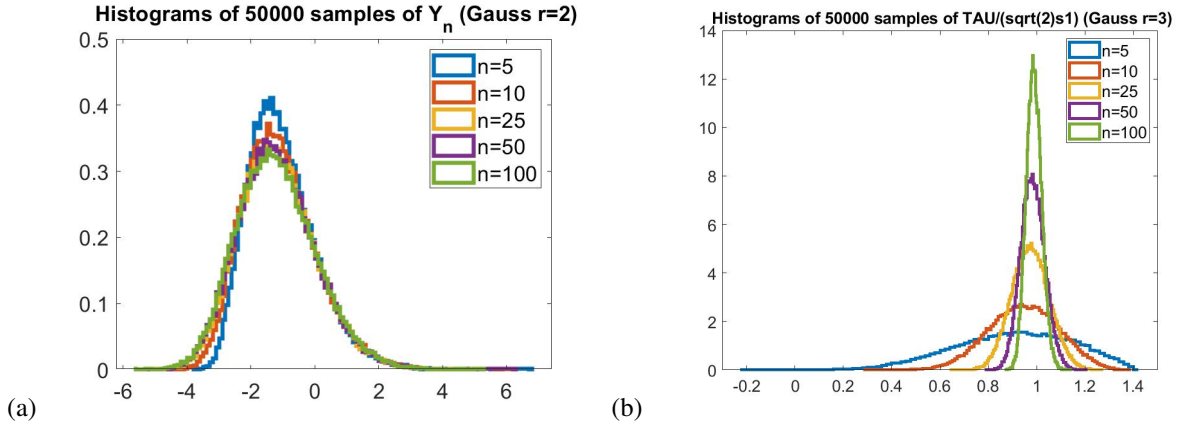 Histograms of 50000 samples of Yn (Gauss r=2)
0.5
0.4
0.3
0.2
0.1
0
-6 -4 -2 0 2 4 6
n=5
n=10
n=25
n=50
n=100
(a)
Histograms of 50000 samples of TAU/(sqrt(2)s1) (Gauss r=3)
14
12
10
8
6
4
2
0
-0.2 0 0.2 0.4 0.6 0.8 1 1.2 1.4
n=5
n=10
n=25
n=50
n=100
(b)